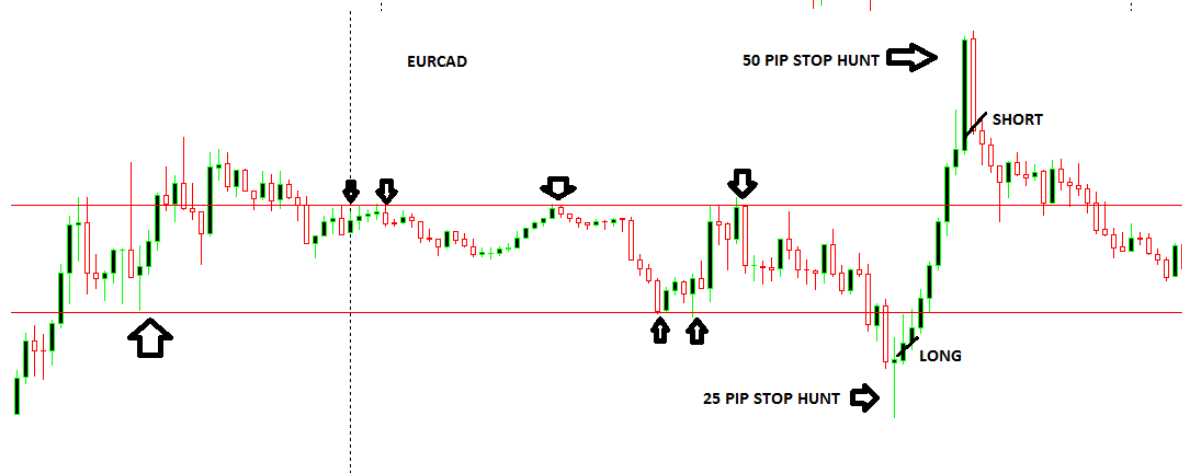 EURCAD
50 PIP STOP HUNT
SHORT
LONG
25 PIP STOP HUNT